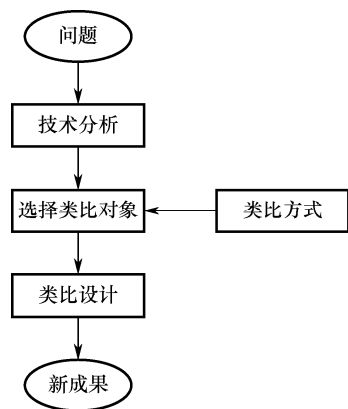 问题
技术分析
选择类比对象
类比方式
类比设计
新成果